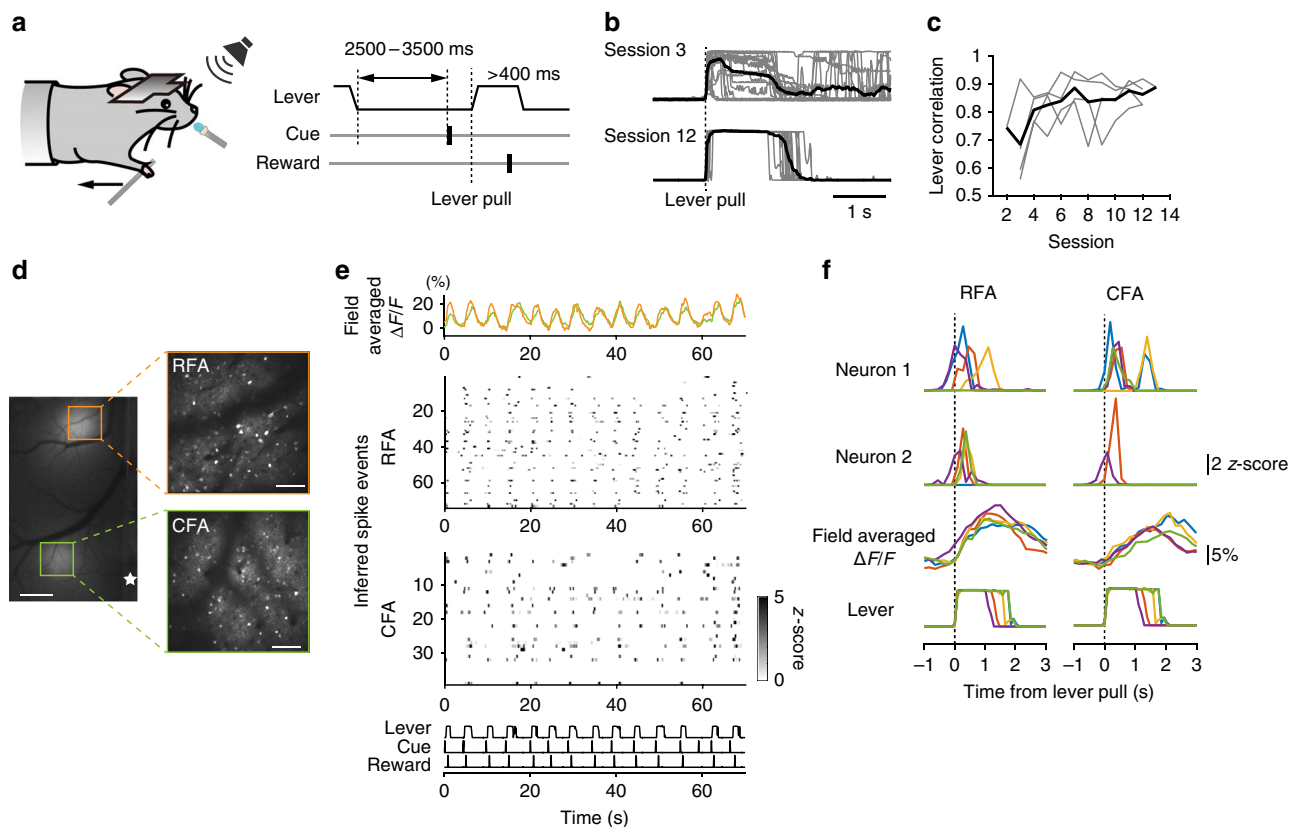 a
2500–3500 ms
>400 ms
Lever
Cue
Reward
Lever pull
b
Session 3
Session 12
Lever pull
1 s
c
Lever correlation
1
0.9
0.8
0.7
0.6
0.5
2 4 6 8 10 12 14
Session
d
RFA
CFA
e
(%)
Field averaged ΔF/F
20
0
0 20 40 60
Inferred spike events
RFA
20
40
60
0 20 40 60
CFA
10
20
30
0 20 40 60
5
0
z-score
Lever
Cue
Reward
0 20 40 60
Time (s)
f
RFA CFA
Neuron 1
Neuron 2
2 z-score
Field averaged
ΔF/F
5%
Lever
–1 0 1 2 3 –1 0 1 2 3
Time from lever pull (s)